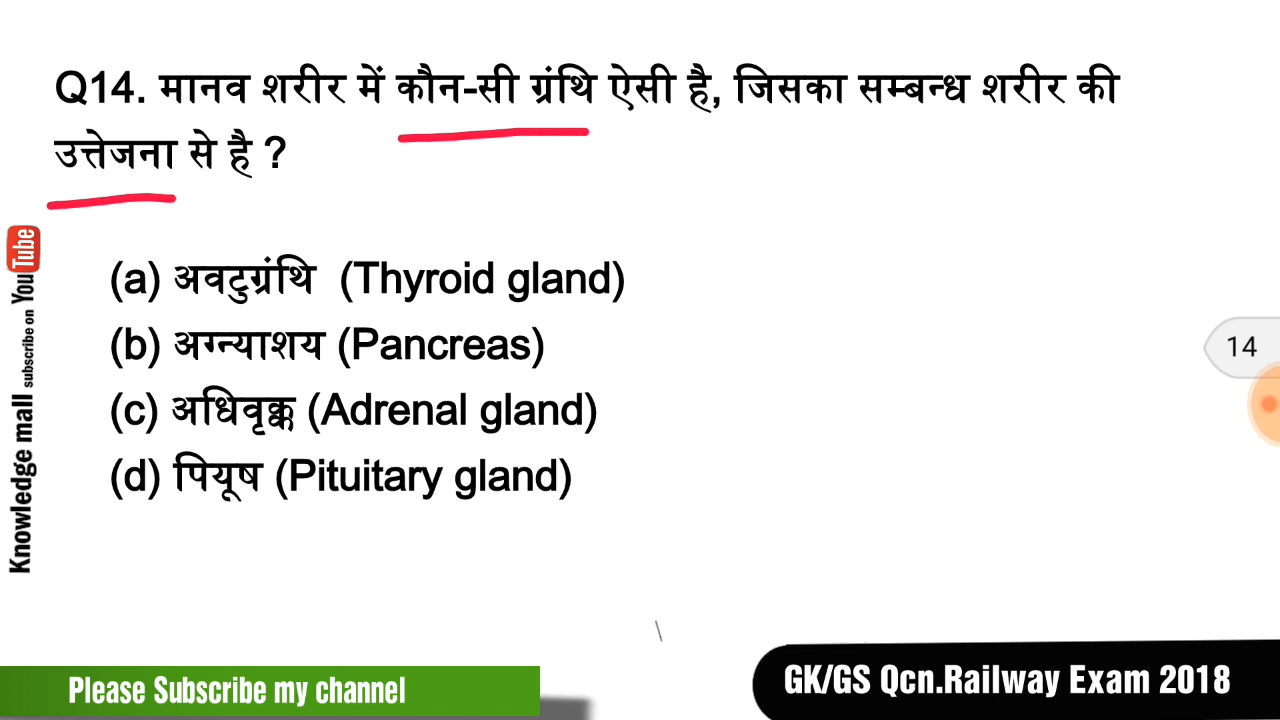 Q14. मानव शरीर में कौन-सी ग्रंथि ऐसी है, जिसका सम्बन्ध शरीर की
उत्तेजना से है ?
(a) अवटुग्रंथि (Thyroid gland)
(b) अग्न्याशय (Pancreas)
(c) अधिवृक्क (Adrenal gland)
(d) पियूष (Pituitary gland)
14
Knowledge mall subscribe on YouTube
Please Subscribe my channel
GK/GS Qcn.Railway Exam 2018